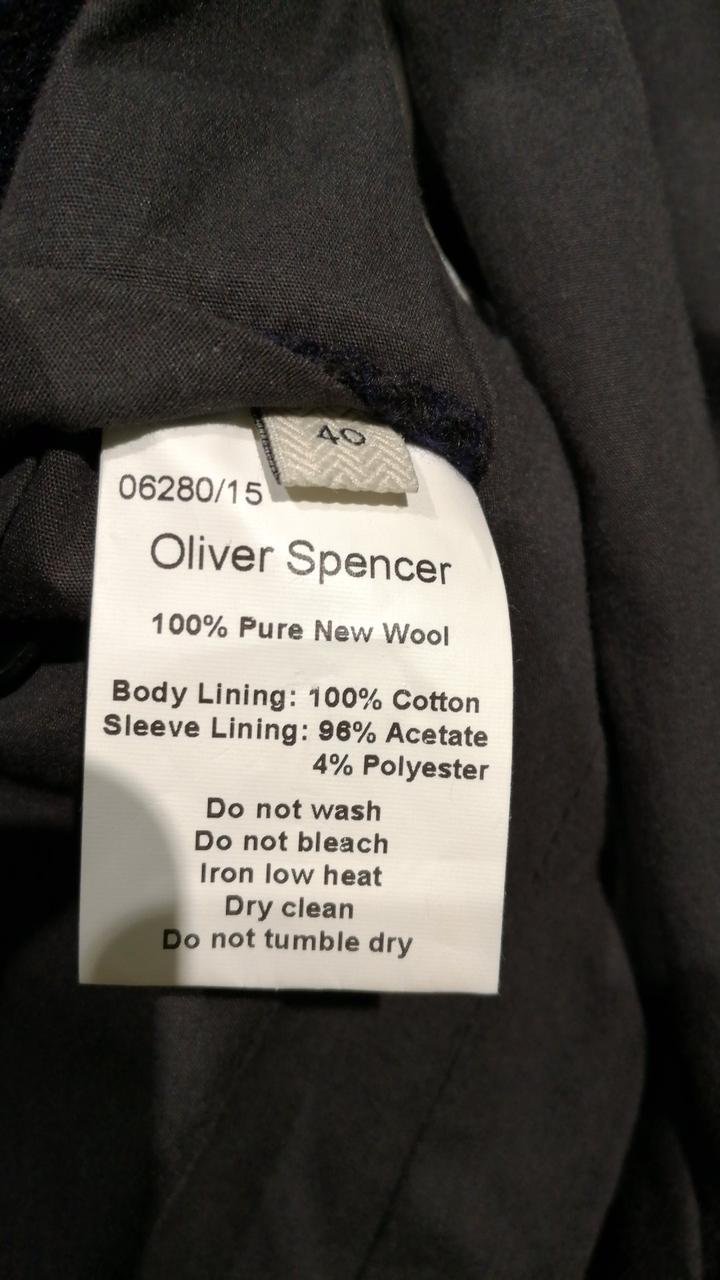 40
06280/15
Oliver Spencer
100% Pure New Wool
Body Lining: 100% Cotton
Sleeve Lining: 96% Acetate
4% Polyester
Do not wash
Do not bleach
Iron low heat
Dry clean
Do not tumble dry